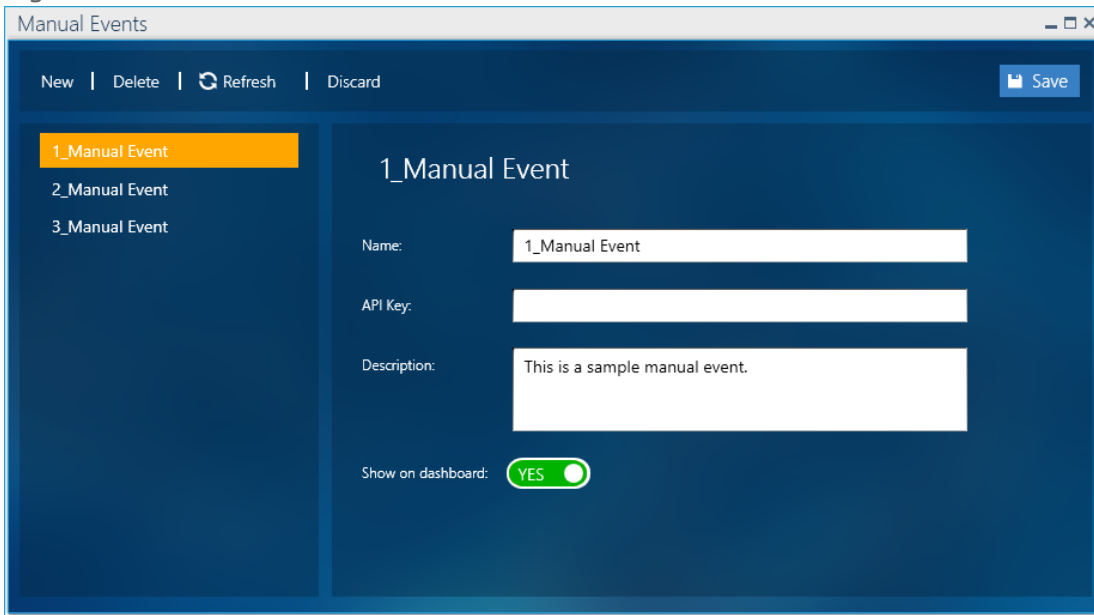 Manual Events
New | Delete | Refresh | Discard
Save
1_Manual Event
2_Manual Event
3_Manual Event
1_Manual Event
Name: 1_Manual Event
API Key:
Description: This is a sample manual event.
Show on dashboard: YES